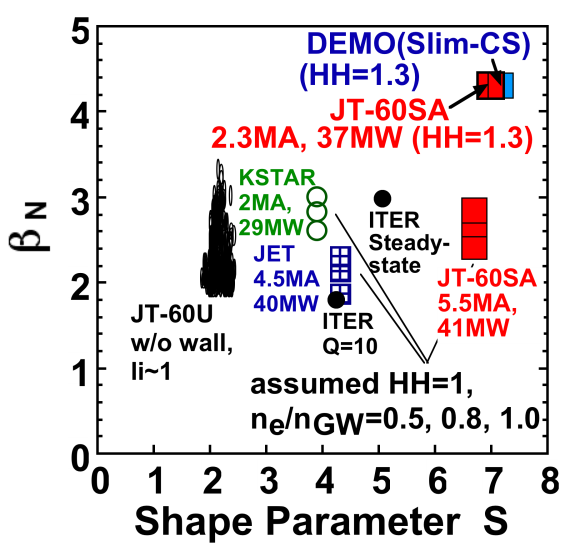 DEMO(Slim-CS)
(HH=1.3)
JT-60SA
2.3MA, 37MW (HH=1.3)
KSTAR
2MA,
29MW
ITER
Steady-
state
JET
4.5MA
40MW
JT-60SA
5.5MA,
41MW
JT-60U
w/o wall,
li~1
ITER
Q=10
assumed HH=1,
ne/nGW=0.5, 0.8, 1.0
5
4
3
2
1
0
βN
0 1 2 3 4 5 6 7 8
Shape Parameter S